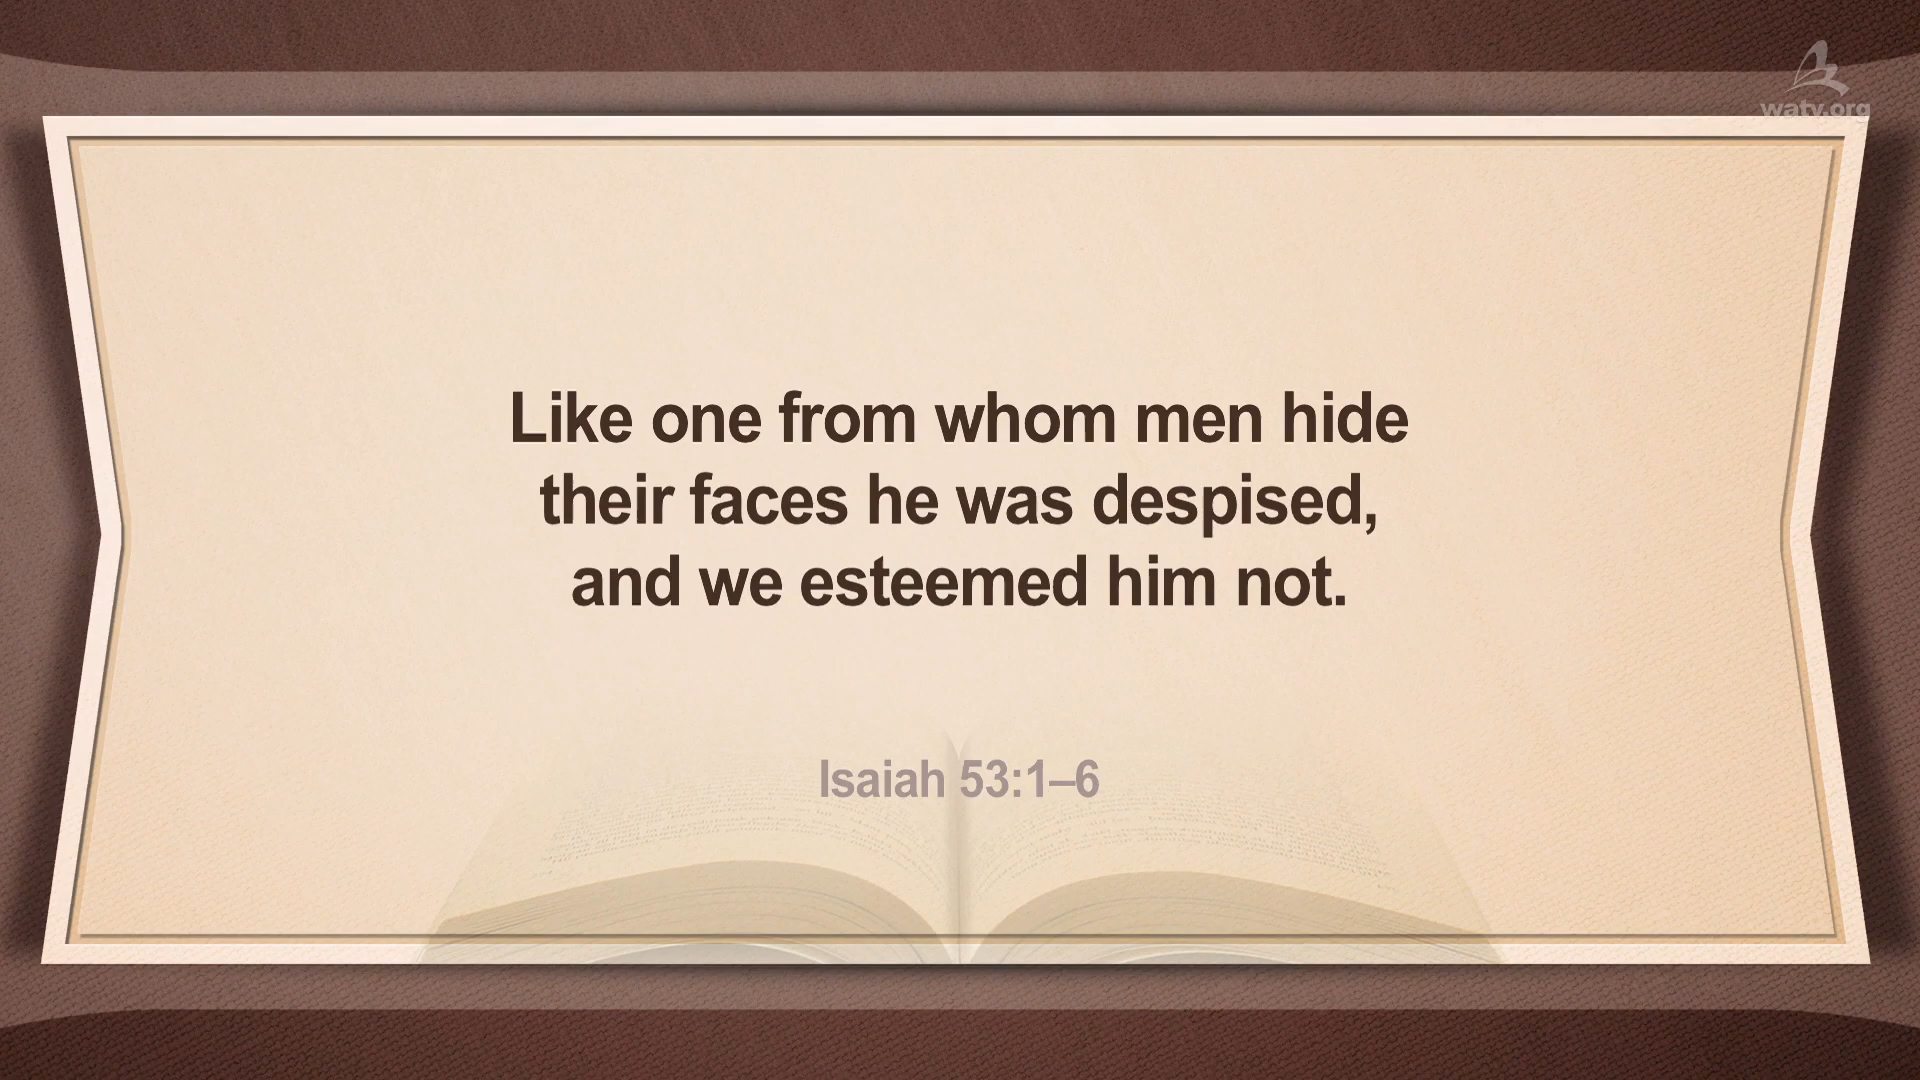 watv.org
Like one from whom men hide
their faces he was despised,
and we esteemed him not.
Isaiah 53:1–6